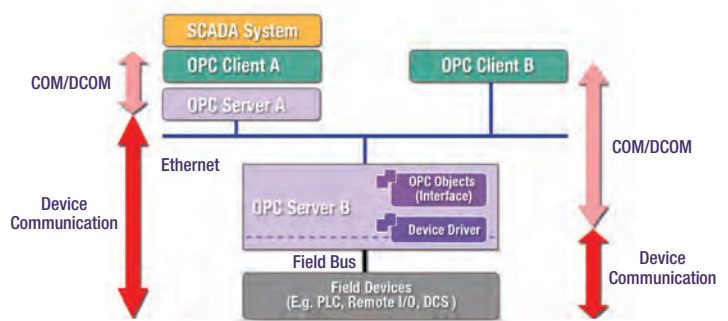 SCADA System
OPC Client A
OPC Server A
COM/DCOM
OPC Client B
COM/DCOM
Ethernet
Device
Communication
OPC Server B
OPC Objects
(Interface)
Device Driver
Field Bus
Field Devices
(E.g. PLC, Remote I/O, DCS )
Device
Communication